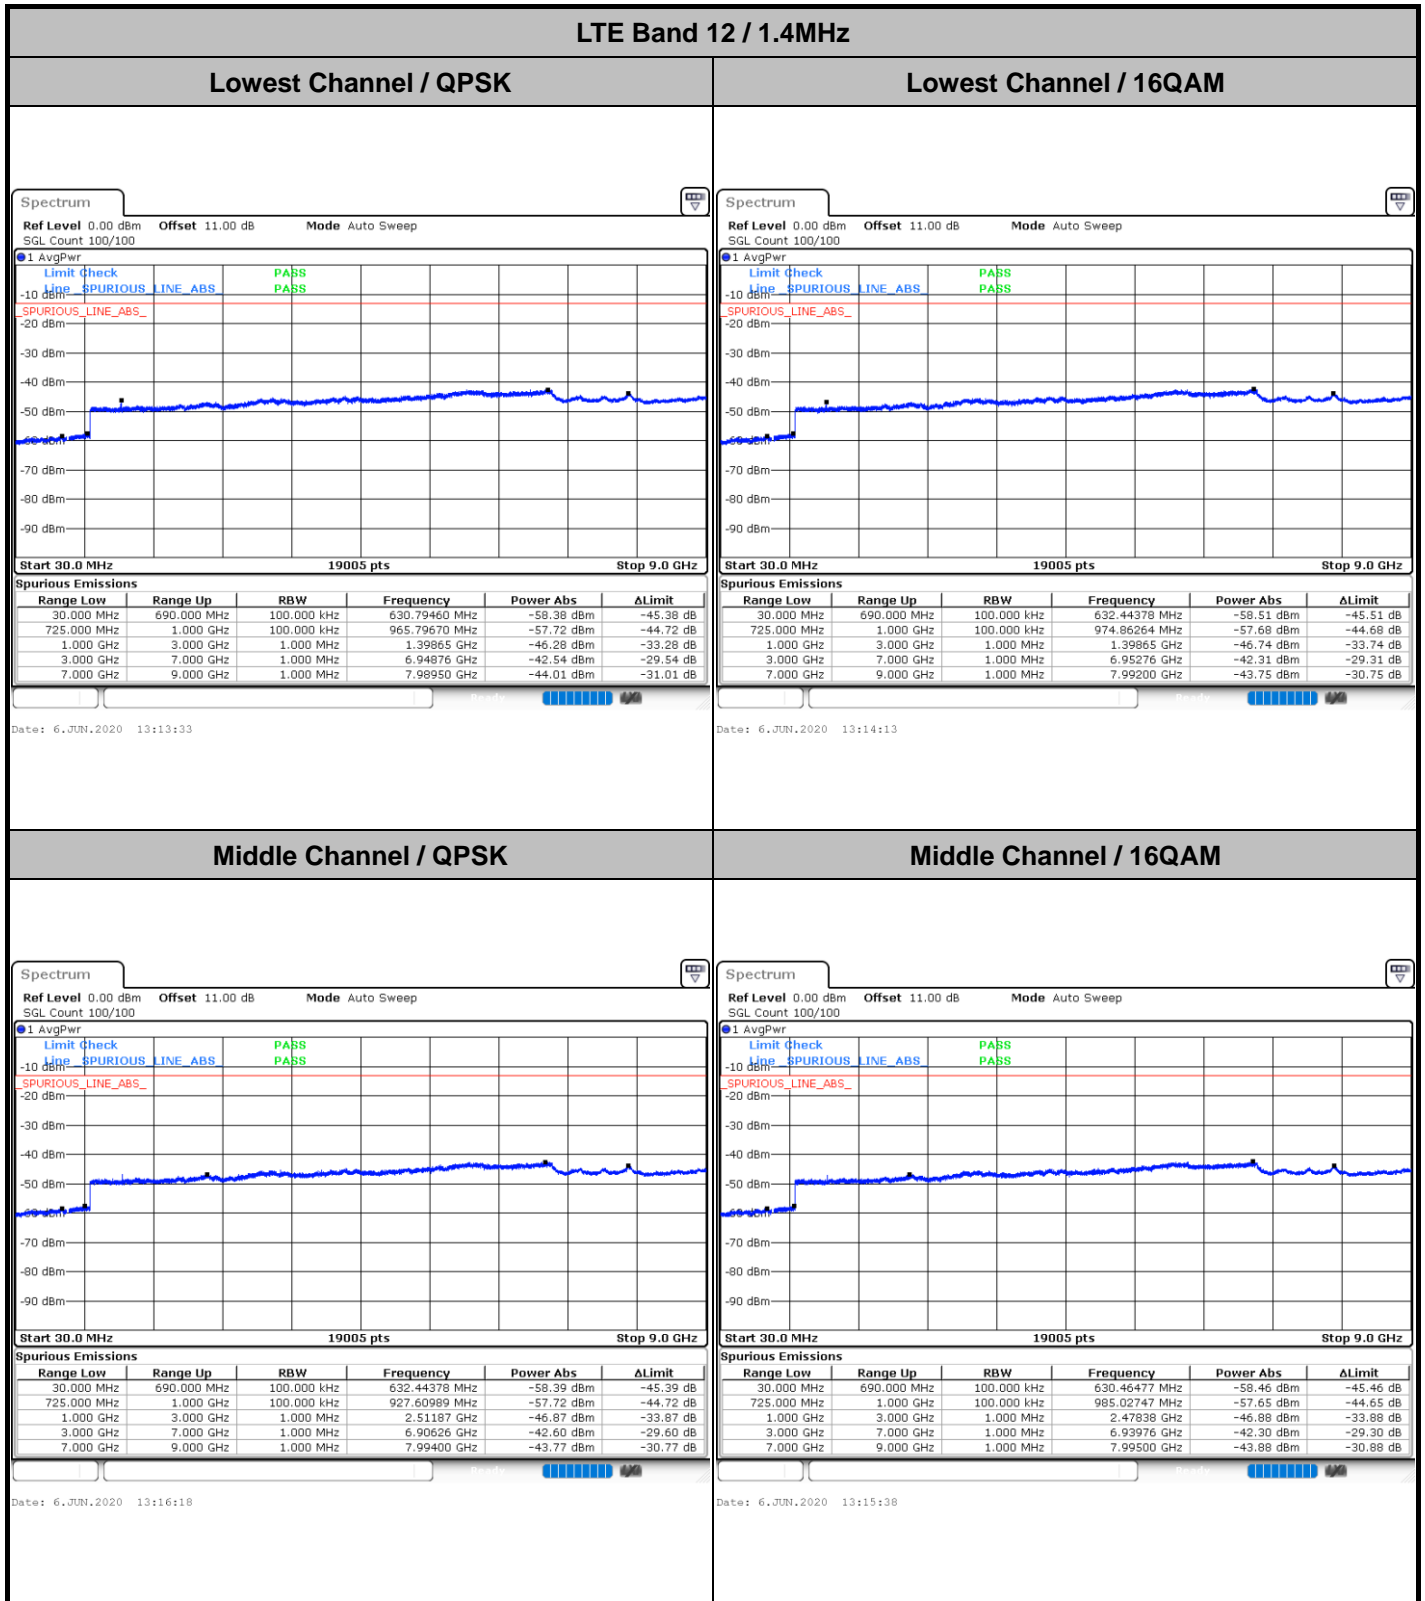 LTE Band 12 / 1.4MHz
Lowest Channel / QPSK
Lowest Channel / 16QAM
Spectrum
Ref Level 0.00 dBm Offset 11.00 dB Mode Auto Sweep
SGL Count 100/100
1 AvgPwr
Limit Check PASS
Line _SPURIOUS_LINE_ABS_ PASS
-10 dBm
_SPURIOUS_LINE_ABS_
-20 dBm
-30 dBm
-40 dBm
-50 dBm
-60 dBm
-70 dBm
-80 dBm
-90 dBm
Start 30.0 MHz 19005 pts Stop 9.0 GHz
Spurious Emissions
Range Low Range Up RBW Frequency Power Abs ΔLimit
30.000 MHz 690.000 MHz 100.000 kHz 630.79460 MHz -58.38 dBm -45.38 dB
725.000 MHz 1.000 GHz 100.000 kHz 965.79670 MHz -57.72 dBm -44.72 dB
1.000 GHz 3.000 GHz 1.000 MHz 1.39865 GHz -46.28 dBm -33.28 dB
3.000 GHz 7.000 GHz 1.000 MHz 6.94876 GHz -42.54 dBm -29.54 dB
7.000 GHz 9.000 GHz 1.000 MHz 7.98950 GHz -44.01 dBm -31.01 dB
Ready
Date: 6.JUN.2020 13:13:33
Spectrum
Ref Level 0.00 dBm Offset 11.00 dB Mode Auto Sweep
SGL Count 100/100
1 AvgPwr
Limit Check PASS
Line _SPURIOUS_LINE_ABS_ PASS
-10 dBm
_SPURIOUS_LINE_ABS_
-20 dBm
-30 dBm
-40 dBm
-50 dBm
-60 dBm
-70 dBm
-80 dBm
-90 dBm
Start 30.0 MHz 19005 pts Stop 9.0 GHz
Spurious Emissions
Range Low Range Up RBW Frequency Power Abs ΔLimit
30.000 MHz 690.000 MHz 100.000 kHz 632.44378 MHz -58.51 dBm -45.51 dB
725.000 MHz 1.000 GHz 100.000 kHz 974.86264 MHz -57.68 dBm -44.68 dB
1.000 GHz 3.000 GHz 1.000 MHz 1.39865 GHz -46.74 dBm -33.74 dB
3.000 GHz 7.000 GHz 1.000 MHz 6.95276 GHz -42.31 dBm -29.31 dB
7.000 GHz 9.000 GHz 1.000 MHz 7.99200 GHz -43.75 dBm -30.75 dB
Ready
Date: 6.JUN.2020 13:14:13
Middle Channel / QPSK
Middle Channel / 16QAM
Spectrum
Ref Level 0.00 dBm Offset 11.00 dB Mode Auto Sweep
SGL Count 100/100
1 AvgPwr
Limit Check PASS
Line _SPURIOUS_LINE_ABS_ PASS
-10 dBm
_SPURIOUS_LINE_ABS_
-20 dBm
-30 dBm
-40 dBm
-50 dBm
-60 dBm
-70 dBm
-80 dBm
-90 dBm
Start 30.0 MHz 19005 pts Stop 9.0 GHz
Spurious Emissions
Range Low Range Up RBW Frequency Power Abs ΔLimit
30.000 MHz 690.000 MHz 100.000 kHz 632.44378 MHz -58.39 dBm -45.39 dB
725.000 MHz 1.000 GHz 100.000 kHz 927.60989 MHz -57.72 dBm -44.72 dB
1.000 GHz 3.000 GHz 1.000 MHz 2.51187 GHz -46.87 dBm -33.87 dB
3.000 GHz 7.000 GHz 1.000 MHz 6.90626 GHz -42.60 dBm -29.60 dB
7.000 GHz 9.000 GHz 1.000 MHz 7.99400 GHz -43.77 dBm -30.77 dB
Ready
Date: 6.JUN.2020 13:16:18
Spectrum
Ref Level 0.00 dBm Offset 11.00 dB Mode Auto Sweep
SGL Count 100/100
1 AvgPwr
Limit Check PASS
Line _SPURIOUS_LINE_ABS_ PASS
-10 dBm
_SPURIOUS_LINE_ABS_
-20 dBm
-30 dBm
-40 dBm
-50 dBm
-60 dBm
-70 dBm
-80 dBm
-90 dBm
Start 30.0 MHz 19005 pts Stop 9.0 GHz
Spurious Emissions
Range Low Range Up RBW Frequency Power Abs ΔLimit
30.000 MHz 690.000 MHz 100.000 kHz 630.46477 MHz -58.46 dBm -45.46 dB
725.000 MHz 1.000 GHz 100.000 kHz 985.02747 MHz -57.65 dBm -44.65 dB
1.000 GHz 3.000 GHz 1.000 MHz 2.47838 GHz -46.88 dBm -33.88 dB
3.000 GHz 7.000 GHz 1.000 MHz 6.93976 GHz -42.30 dBm -29.30 dB
7.000 GHz 9.000 GHz 1.000 MHz 7.99500 GHz -43.88 dBm -30.88 dB
Ready
Date: 6.JUN.2020 13:15:38